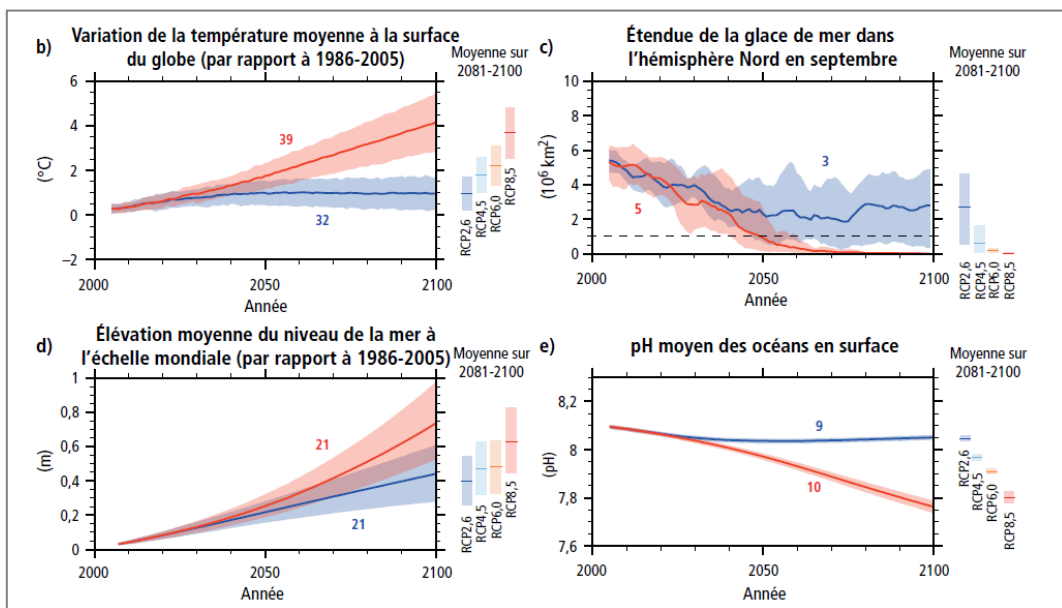 b)
Variation de la température moyenne à la surface
du globe (par rapport à 1986-2005)
Moyenne sur
2081-2100
6
4
2
0
−2
(°C)
39
32
2000
2050
2100
Année
RCP2,6
RCP4,5
RCP6,0
RCP8,5
c)
Étendue de la glace de mer dans
l’hémisphère Nord en septembre
Moyenne sur
2081-2100
10
8
6
4
2
0
(10⁶ km²)
3
5
2000
2050
2100
Année
RCP2,6
RCP4,5
RCP6,0
RCP8,5
d)
Élévation moyenne du niveau de la mer à
l’échelle mondiale (par rapport à 1986-2005)
Moyenne sur
2081-2100
1
0,8
0,6
0,4
0,2
0
(m)
21
21
2000
2050
2100
Année
RCP2,6
RCP4,5
RCP6,0
RCP8,5
e)
pH moyen des océans en surface
Moyenne sur
2081-2100
8,2
8
7,8
7,6
(pH)
9
10
2000
2050
2100
Année
RCP2,6
RCP4,5
RCP6,0
RCP8,5